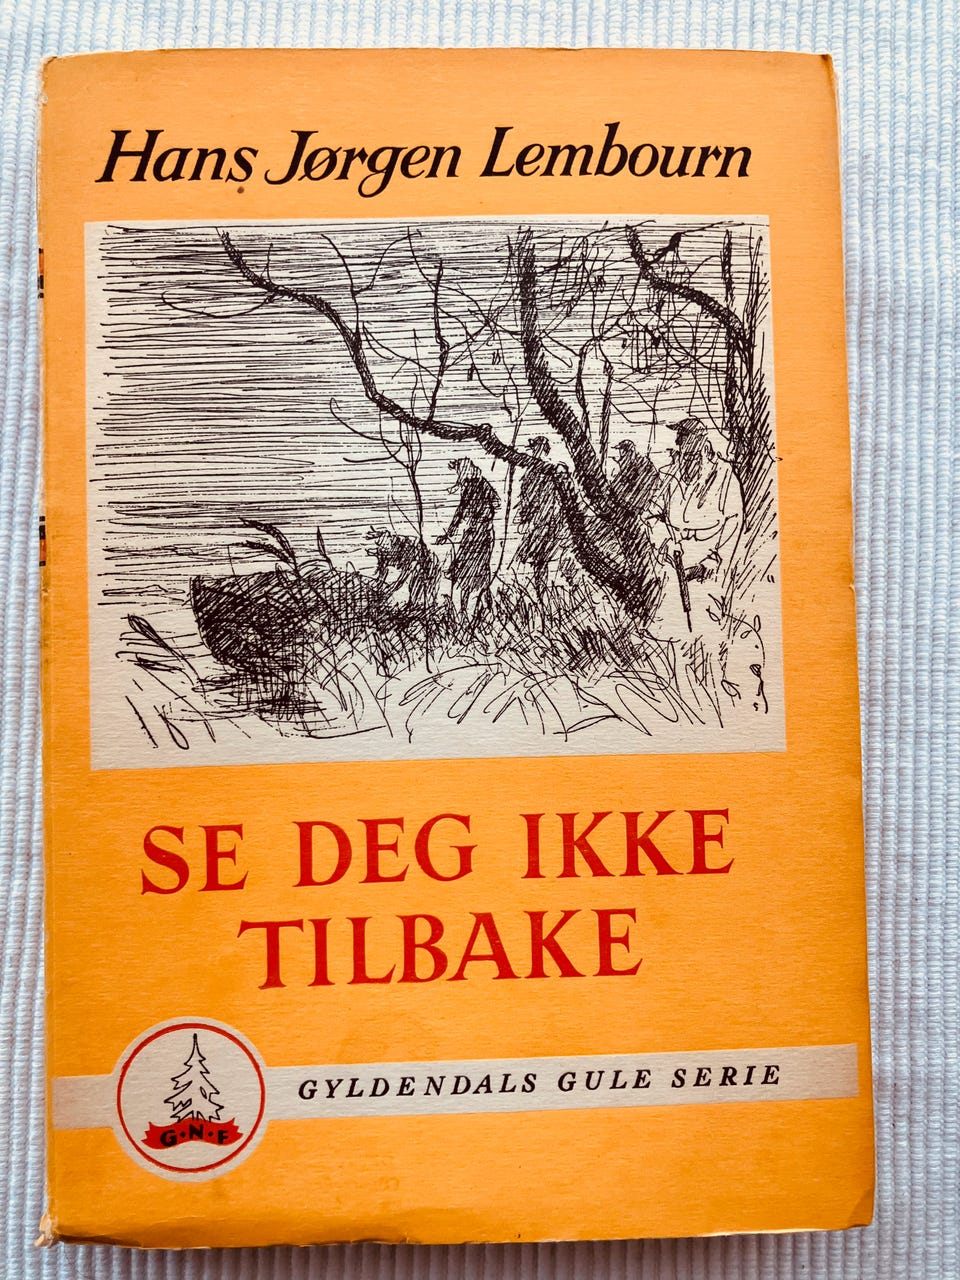 Hans Jørgen Lembourn
SE DEG IKKE
TILBAKE
GYLDENDALS GULE SERIE
G·N·F